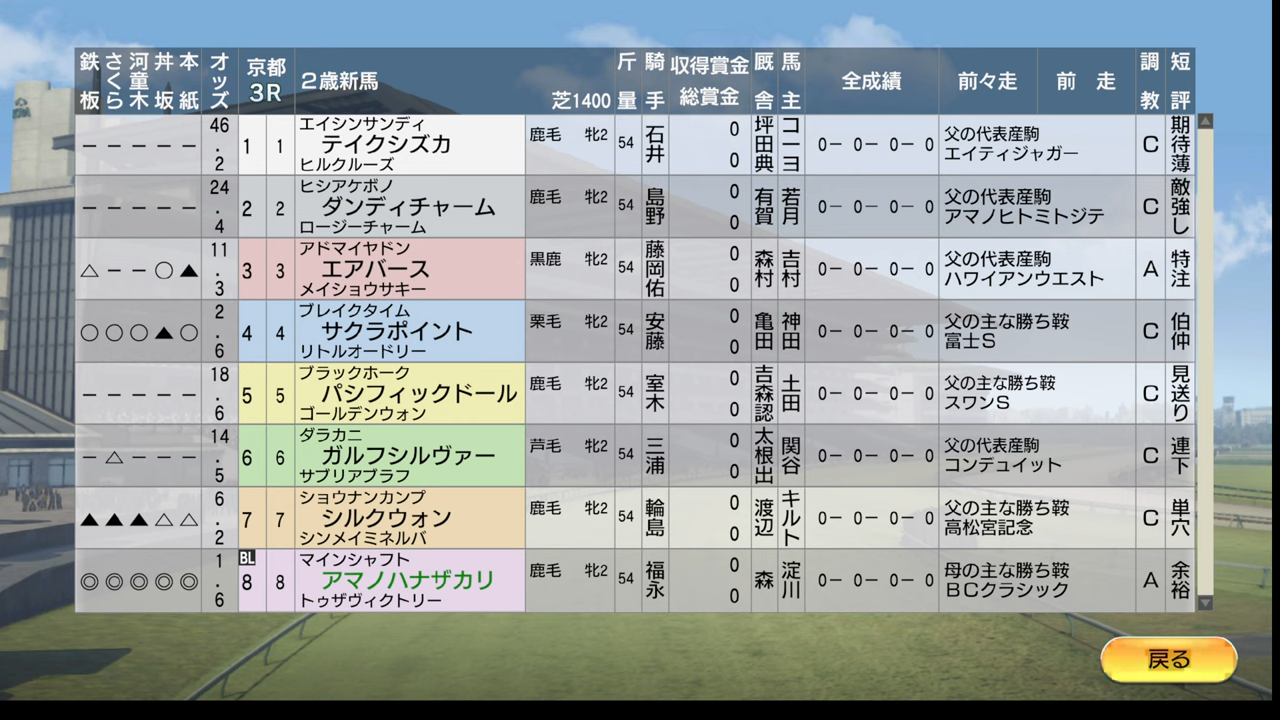 鉄板 さくら 河童木 丼坂 本紙 オッズ 京都 3R 2歳新馬 芝1400 斤量 騎手 収得賞金 総賞金 厩舎 馬主 全成績 前々走 前走 調教 短評
－－－－－ 46.2 1 1 エイシンサンディ
テイクシズカ
ヒルクルーズ
鹿毛 牝2 54 石井 0 0 坪田典 コーヨ 0－ 0－ 0－ 0 父の代表産駒
エイティジャガー C 期待薄
－－－－－ 24.4 2 2 ヒシアケボノ
ダンディチャーム
ロージーチャーム
鹿毛 牝2 54 島野 0 0 有賀 若月 0－ 0－ 0－ 0 父の代表産駒
アマノヒトミトジテ C 敵強し
△－－○▲ 11.3 3 3 アドマイヤドン
エアバース
メイショウサキー
黒鹿 牝2 54 藤岡佑 0 0 森村 吉村 0－ 0－ 0－ 0 父の代表産駒
ハワイアンウエスト A 特注
○○○▲○ 2.6 4 4 ブレイクタイム
サクラポイント
リトルオードリー
栗毛 牝2 54 安藤 0 0 亀田 神田 0－ 0－ 0－ 0 父の主な勝ち鞍
富士S C 伯仲
－－－－－ 18.6 5 5 ブラックホーク
パシフィックドール
ゴールデンウォン
鹿毛 牝2 54 室木 0 0 吉森認 土田 0－ 0－ 0－ 0 父の主な勝ち鞍
スワンS C 見送り
－△－－－ 14.5 6 6 ダラカニ
ガルフシルヴァー
サブリアブラフ
芦毛 牝2 54 三浦 0 0 太根出 関谷 0－ 0－ 0－ 0 父の代表産駒
コンデュイット C 連下
▲▲▲△△ 6.2 7 7 ショウナンカンプ
シルクウォン
シンメイミネルバ
鹿毛 牝2 54 輪島 0 0 渡辺 キルト 0－ 0－ 0－ 0 父の主な勝ち鞍
高松宮記念 C 単穴
◎◎◎◎◎ 1.6 BL 8 8 マインシャフト
アマノハナザカリ
トゥザヴィクトリー
鹿毛 牝2 54 福永 0 0 森 淀川 0－ 0－ 0－ 0 母の主な勝ち鞍
BCクラシック A 余裕
戻る